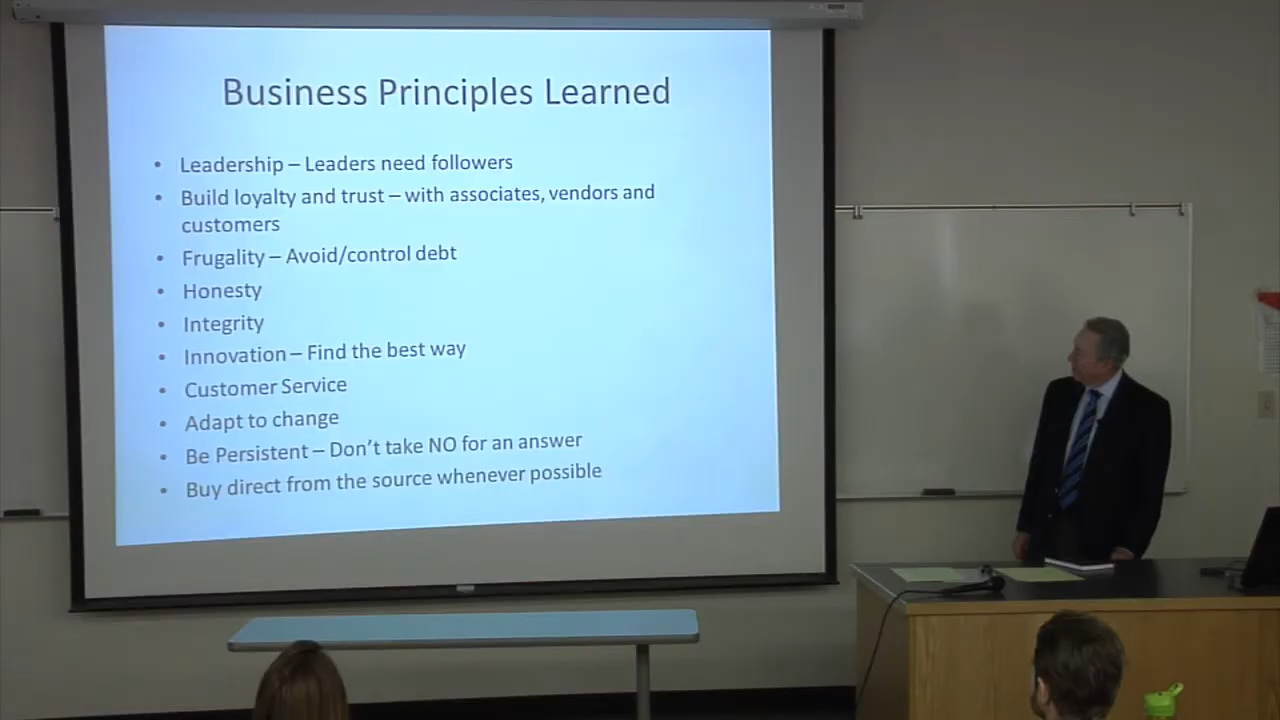 Business Principles Learned
• Leadership – Leaders need followers
• Build loyalty and trust – with associates, vendors and
customers
• Frugality – Avoid/control debt
• Honesty
• Integrity
• Innovation – Find the best way
• Customer Service
• Adapt to change
• Be Persistent – Don't take NO for an answer
• Buy direct from the source whenever possible